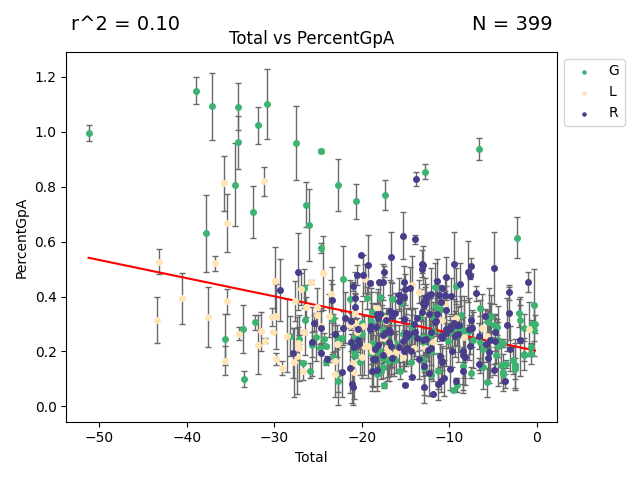 r^2 = 0.10
N = 399
Total vs PercentGpA
G
L
R
1.2
1.0
0.8
0.6
0.4
0.2
0.0
PercentGpA
−50
−40
−30
−20
−10
0
Total